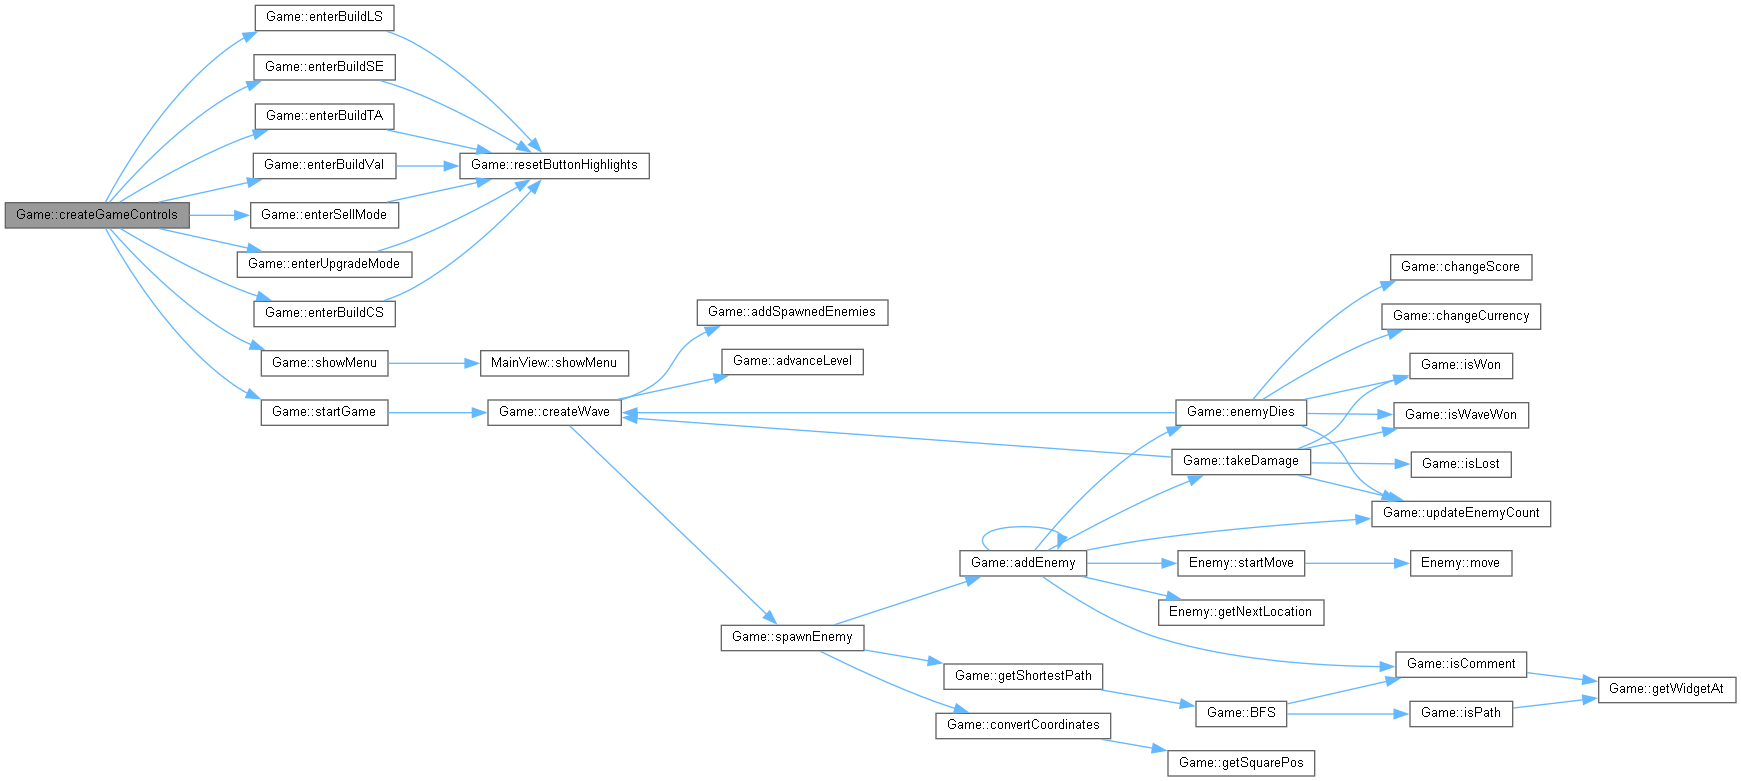 Game::createGameControls
Game::enterBuildLS
Game::enterBuildSE
Game::enterBuildTA
Game::enterBuildVal
Game::enterSellMode
Game::enterUpgradeMode
Game::enterBuildCS
Game::showMenu
Game::startGame
Game::resetButtonHighlights
MainView::showMenu
Game::createWave
Game::addSpawnedEnemies
Game::advanceLevel
Game::spawnEnemy
Game::addEnemy
Game::getShortestPath
Game::convertCoordinates
Game::enemyDies
Game::takeDamage
Enemy::startMove
Enemy::getNextLocation
Game::BFS
Game::getSquarePos
Game::changeScore
Game::changeCurrency
Game::isWon
Game::isWaveWon
Game::isLost
Game::updateEnemyCount
Enemy::move
Game::isComment
Game::isPath
Game::getWidgetAt